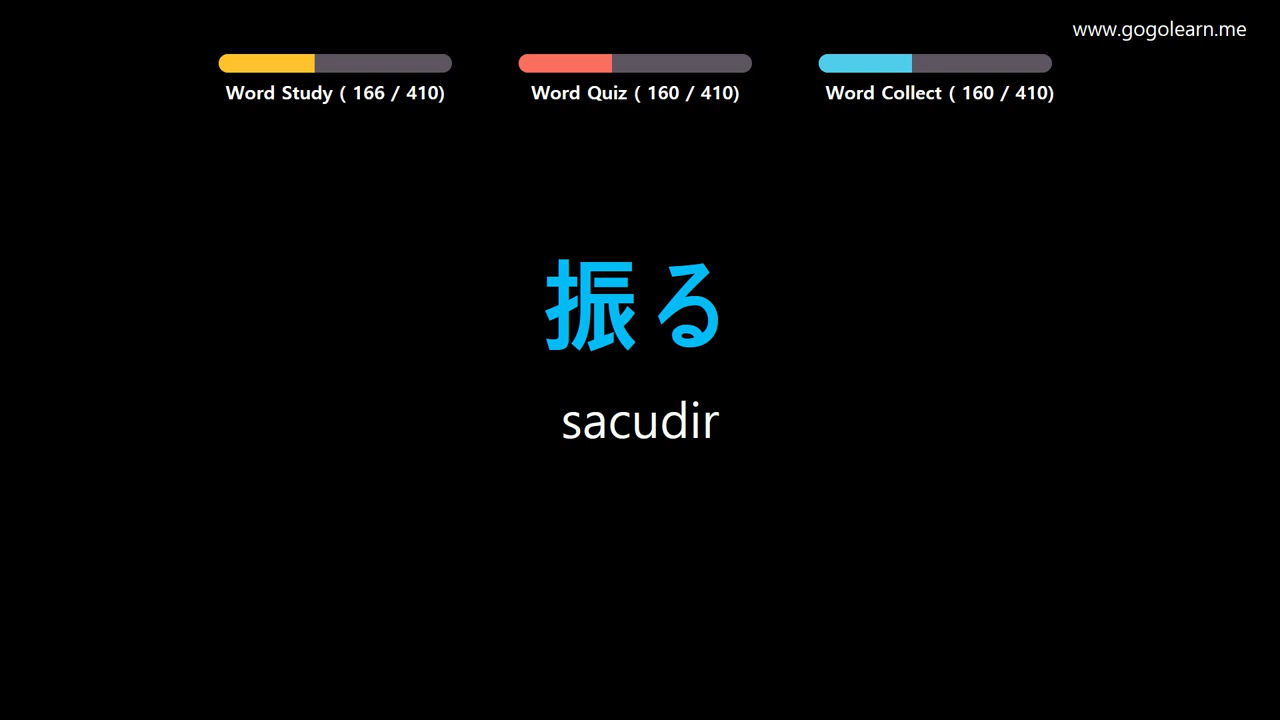 www.gogolearn.me
Word Study ( 166 / 410)
Word Quiz ( 160 / 410)
Word Collect ( 160 / 410)
振る
sacudir